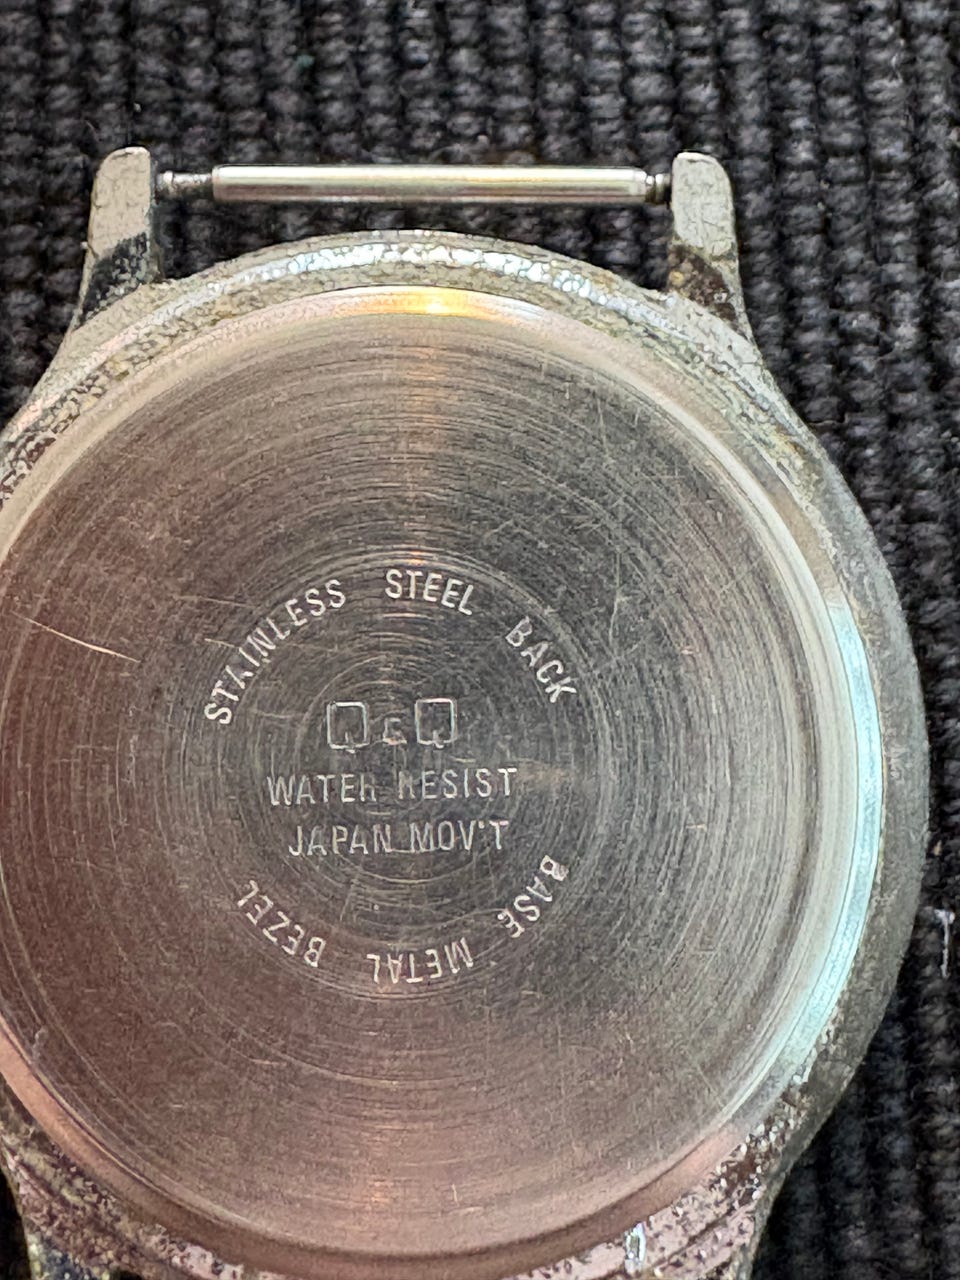 STAINLESS STEEL BACK
Q&Q
WATER RESIST
JAPAN MOV'T
BASE METAL BEZEL